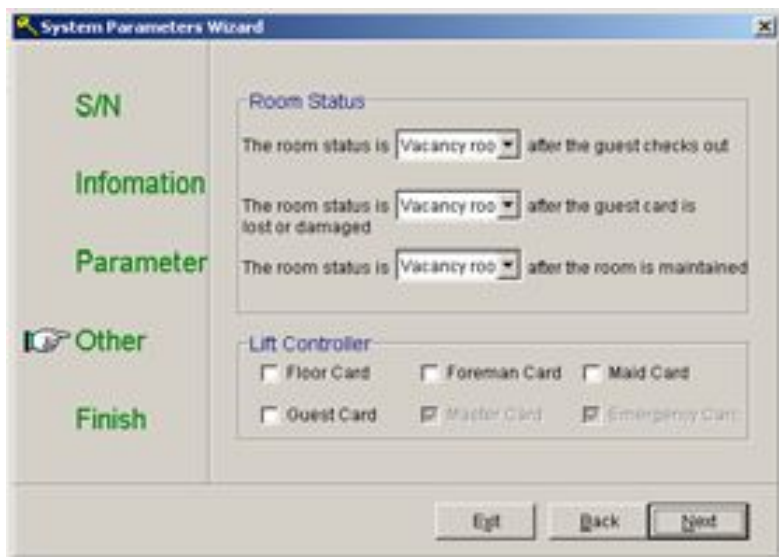 System Parameters Wizard
S/N
Infomation
Parameter
Other
Finish
Room Status
The room status is Vacancy roo after the guest checks out
The room status is Vacancy roo after the guest card is
lost or damaged
The room status is Vacancy roo after the room is maintained
Lift Controller
Floor Card Foreman Card Maid Card
Guest Card Master Card Emergency Carc
Exit Back Next